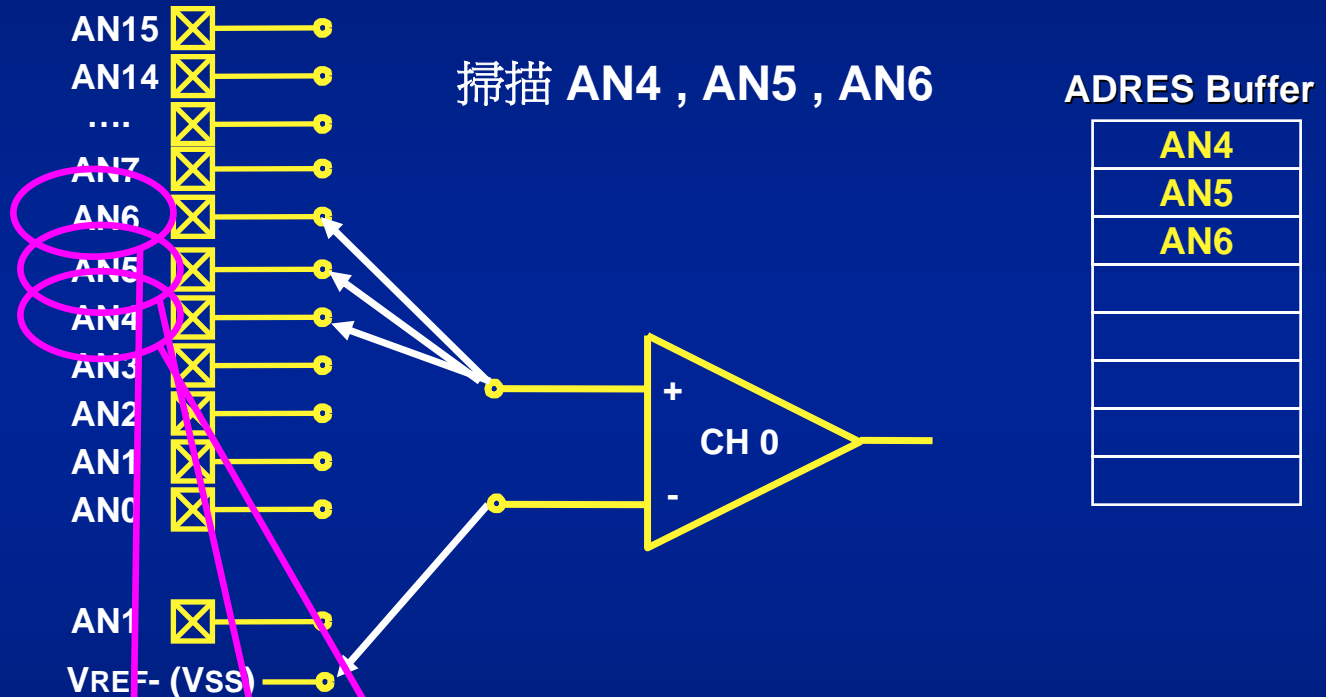 AN15
AN14
掃描 AN4 , AN5 , AN6
ADRES Buffer
....
AN7
AN6
AN5
AN4
AN3
AN2
AN1
AN0
AN1
VREF- (VSS)
+
CH 0
-
AN4
AN5
AN6